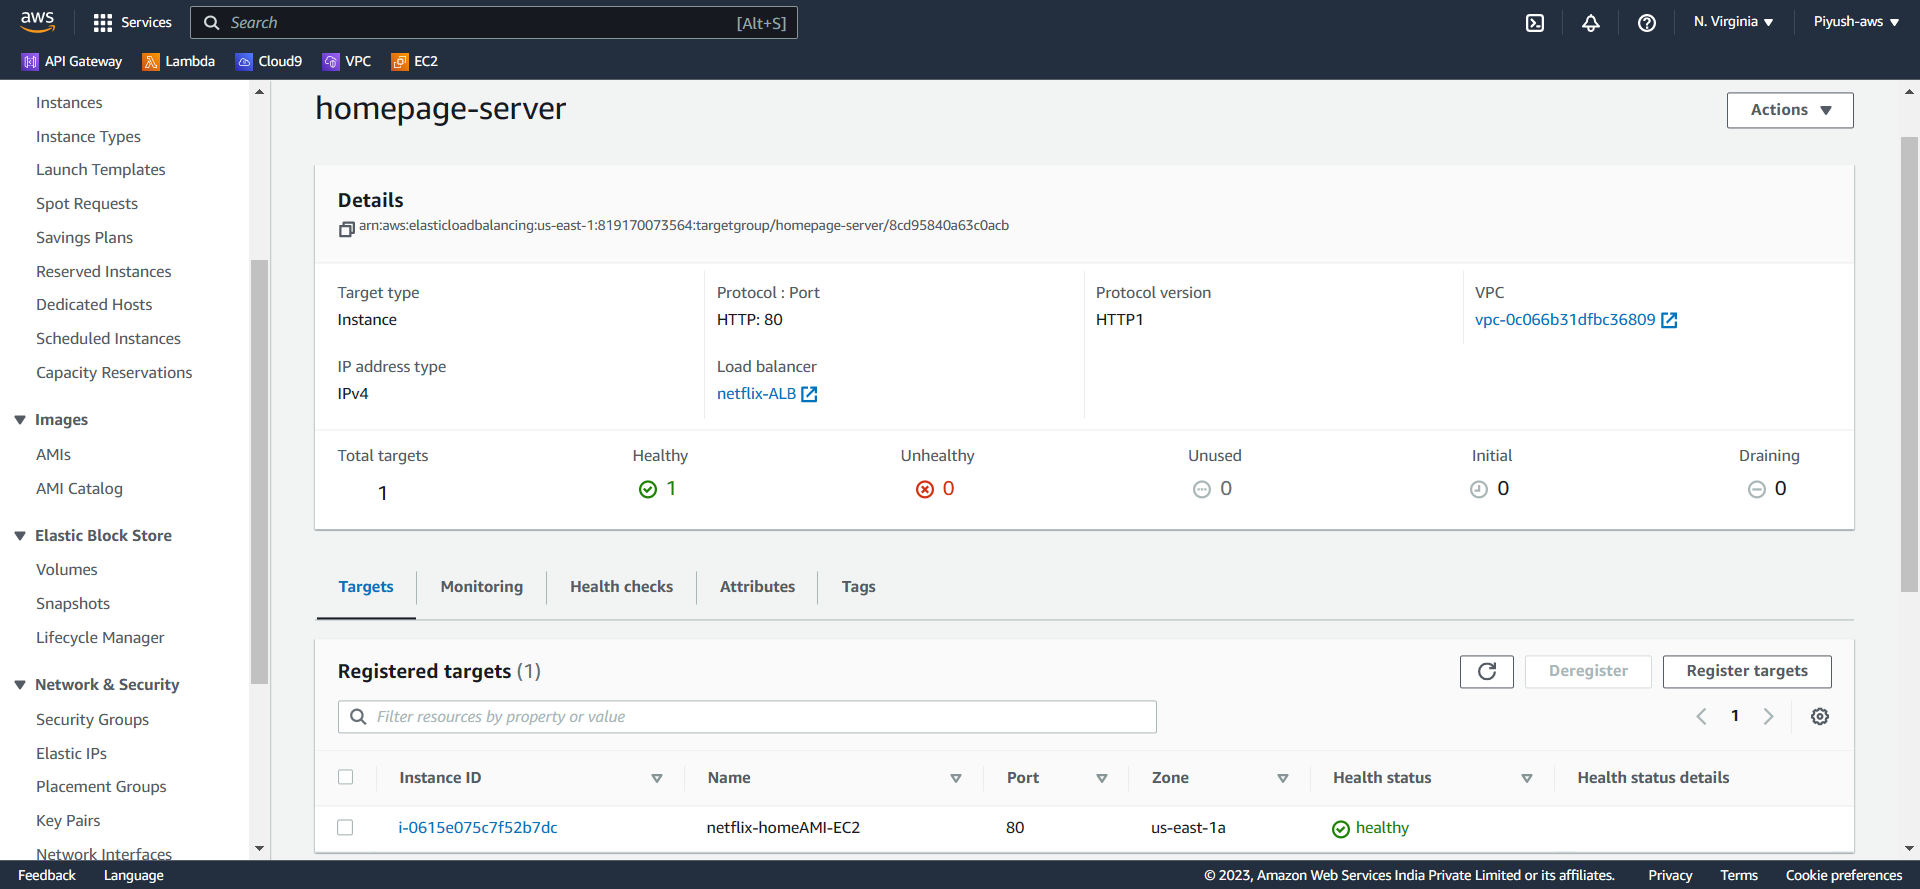 aws
Services
Search
[Alt+S]
N. Virginia
Piyush-aws
API Gateway
Lambda
Cloud9
VPC
EC2
Instances
Instance Types
Launch Templates
Spot Requests
Savings Plans
Reserved Instances
Dedicated Hosts
Scheduled Instances
Capacity Reservations
Images
AMIs
AMI Catalog
Elastic Block Store
Volumes
Snapshots
Lifecycle Manager
Network & Security
Security Groups
Elastic IPs
Placement Groups
Key Pairs
Network Interfaces
homepage-server
Actions
Details
arn:aws:elasticloadbalancing:us-east-1:819170073564:targetgroup/homepage-server/8cd95840a63c0acb
Target type
Instance
Protocol : Port
HTTP: 80
Protocol version
HTTP1
VPC
vpc-0c066b31dfbc36809
IP address type
IPv4
Load balancer
netflix-ALB
Total targets
1
Healthy
1
Unhealthy
0
Unused
0
Initial
0
Draining
0
Targets
Monitoring
Health checks
Attributes
Tags
Registered targets (1)
Deregister
Register targets
Filter resources by property or value
1
Instance ID
Name
Port
Zone
Health status
Health status details
i-0615e075c7f52b7dc
netflix-homeAMI-EC2
80
us-east-1a
healthy
Feedback
Language
© 2023, Amazon Web Services India Private Limited or its affiliates.
Privacy
Terms
Cookie preferences